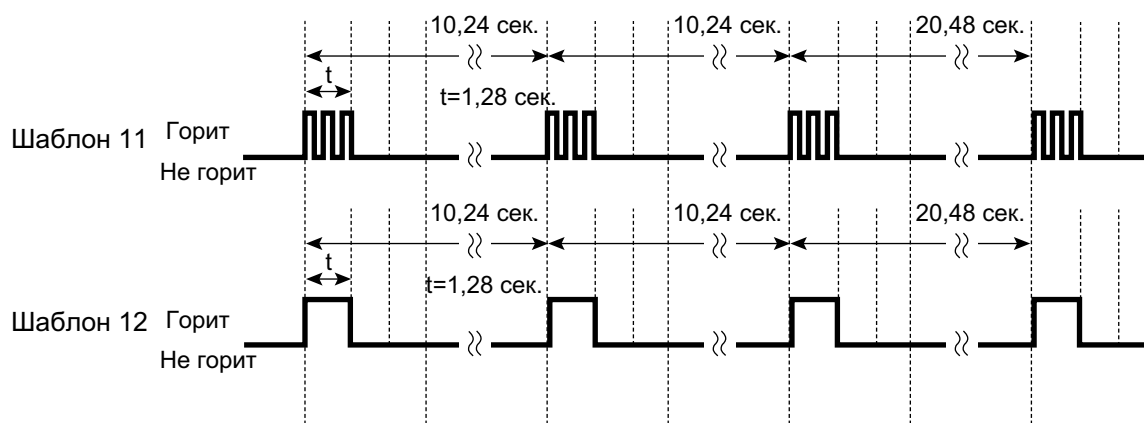 10,24 сек. 10,24 сек. 20,48 сек.
t
t=1,28 сек.
Шаблон 11 Горит
Не горит
10,24 сек. 10,24 сек. 20,48 сек.
t
t=1,28 сек.
Шаблон 12 Горит
Не горит